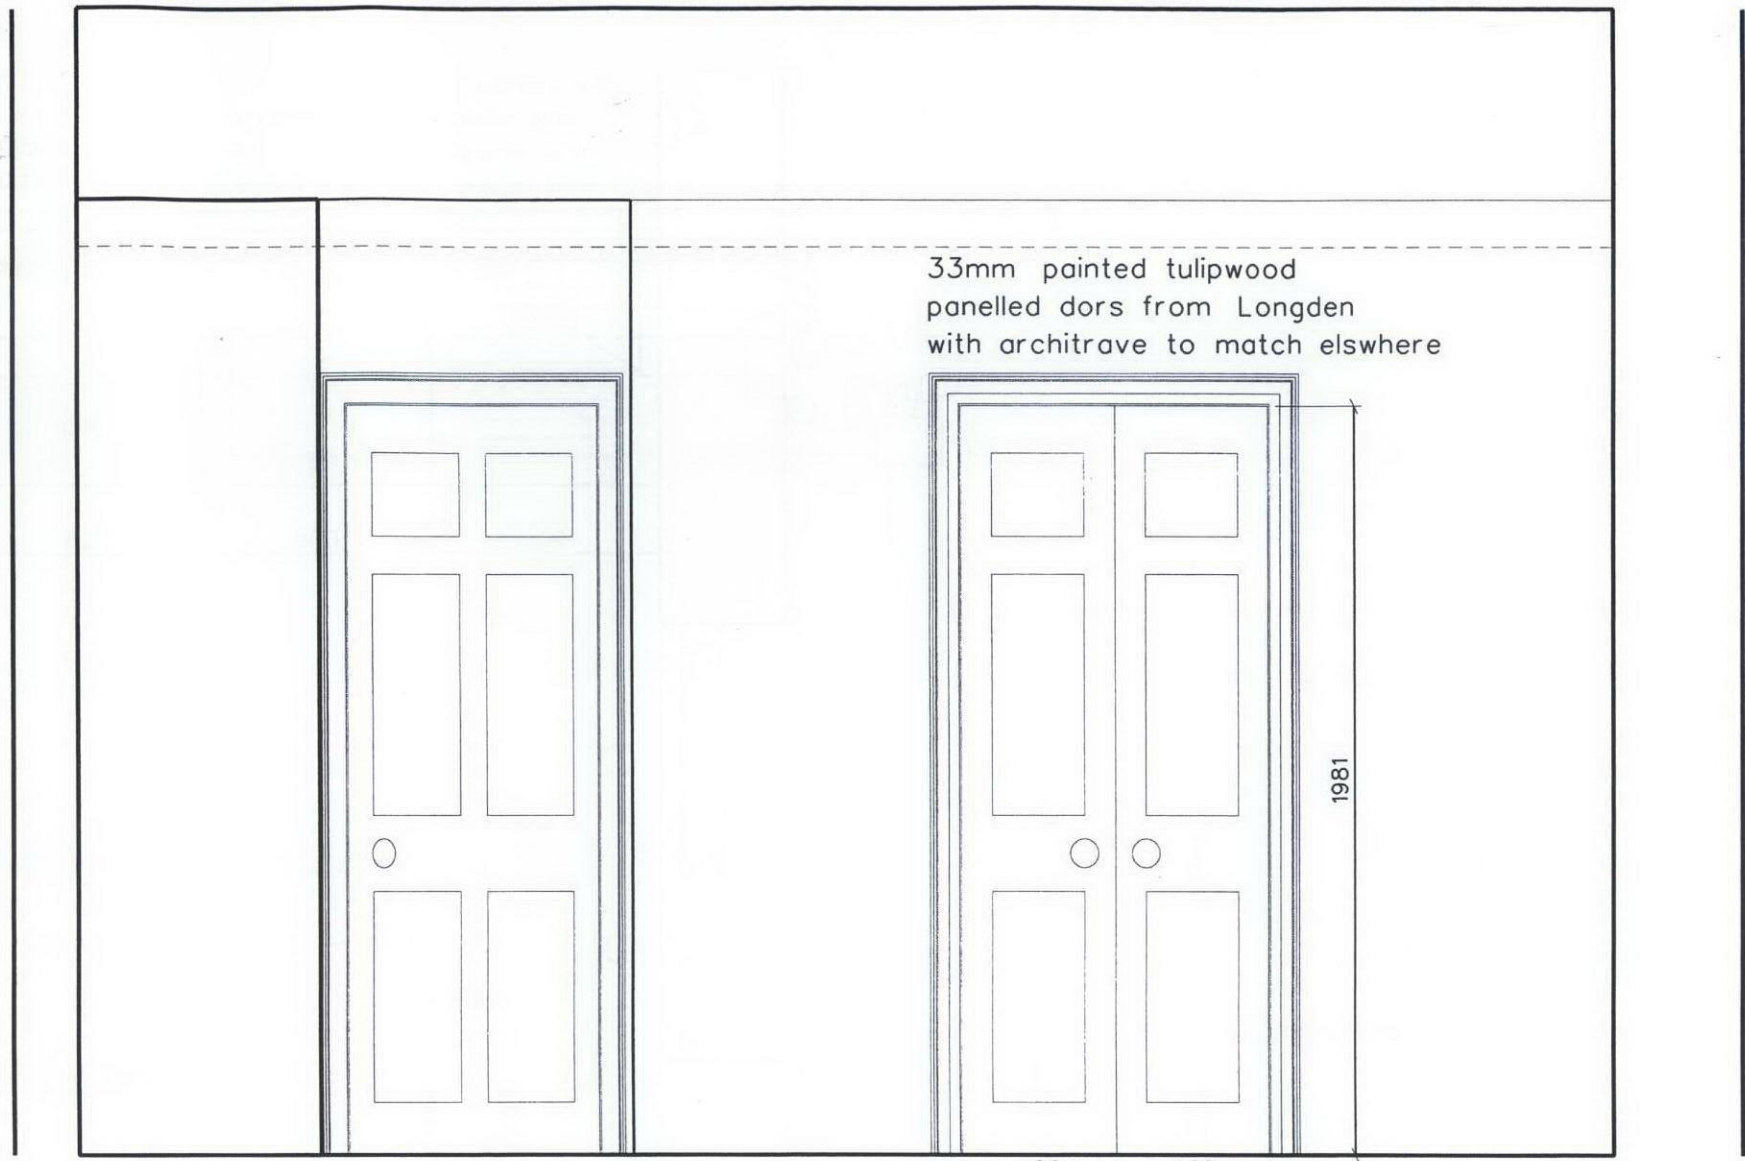 33mm painted tulipwood
panelled dors from Longden
with architrave to match elswhere
1981